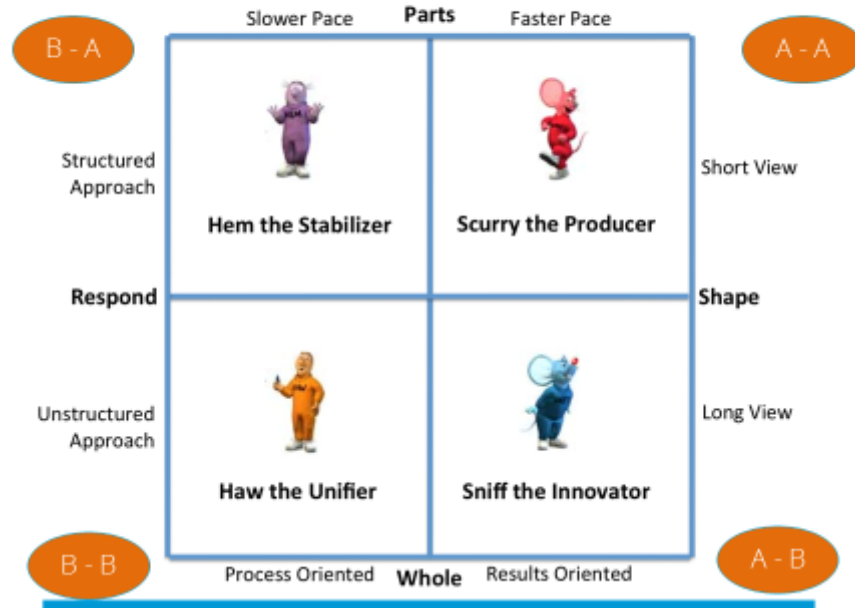 Slower Pace Parts Faster Pace
B - A
A - A
Structured
Approach
Short View
HEM
Hem the Stabilizer
Scurry the Producer
Respond
Shape
Unstructured
Approach
Long View
Haw the Unifier
Sniff the Innovator
B - B
A - B
Process Oriented Whole Results Oriented